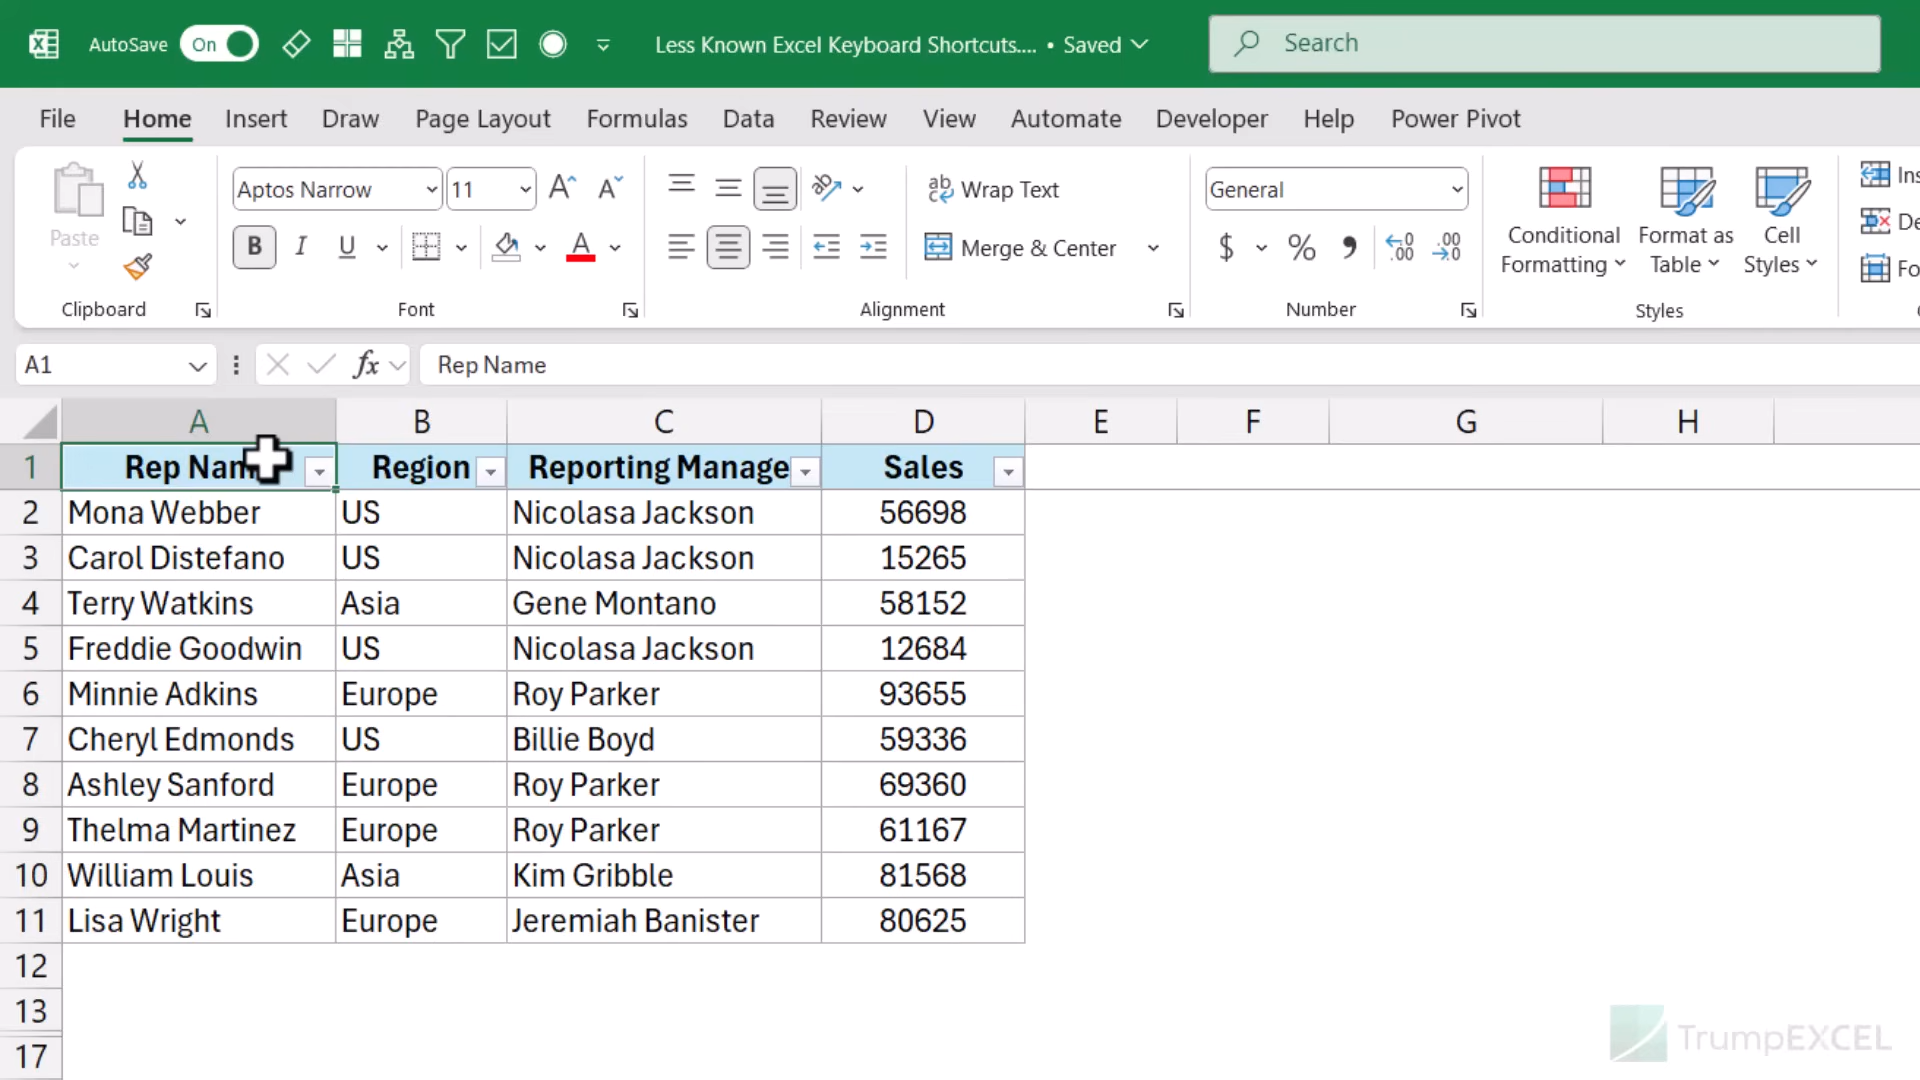 AutoSave On Less Known Excel Keyboard Shortcuts.... • Saved Search
File Home Insert Draw Page Layout Formulas Data Review View Automate Developer Help Power Pivot
Paste
Aptos Narrow 11
B I U A
Wrap Text
Merge & Center
General
$ % 9 .00 .00
Conditional Formatting
Format as Table
Cell Styles
Ins
De
Fo
Clipboard Font Alignment Number Styles
A1 fx Rep Name
A B C D E F G H
1 Rep Nam Region Reporting Manage Sales
2 Mona Webber US Nicolasa Jackson 56698
3 Carol Distefano US Nicolasa Jackson 15265
4 Terry Watkins Asia Gene Montano 58152
5 Freddie Goodwin US Nicolasa Jackson 12684
6 Minnie Adkins Europe Roy Parker 93655
7 Cheryl Edmonds US Billie Boyd 59336
8 Ashley Sanford Europe Roy Parker 69360
9 Thelma Martinez Europe Roy Parker 61167
10 William Louis Asia Kim Gribble 81568
11 Lisa Wright Europe Jeremiah Banister 80625
12
13
17
TrumpEXCEL